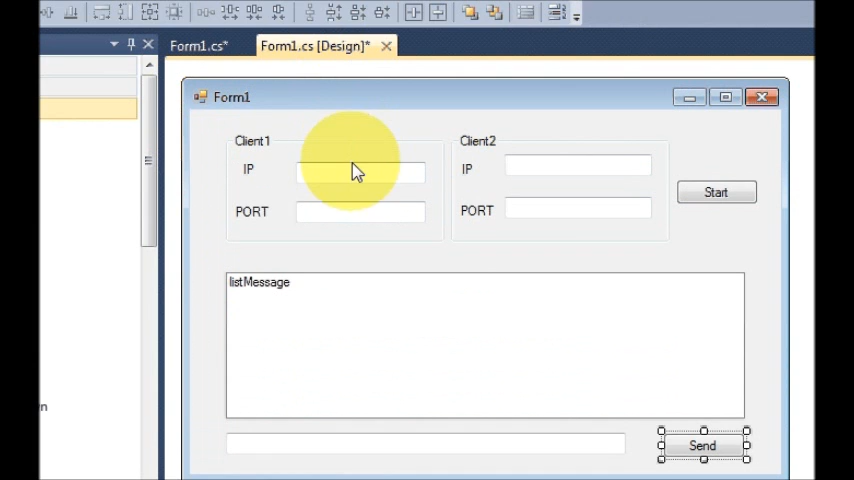 Form1.cs* Form1.cs [Design]*
Form1
Client1 Client2
IP IP
Start
PORT PORT
listMessage
n
Send